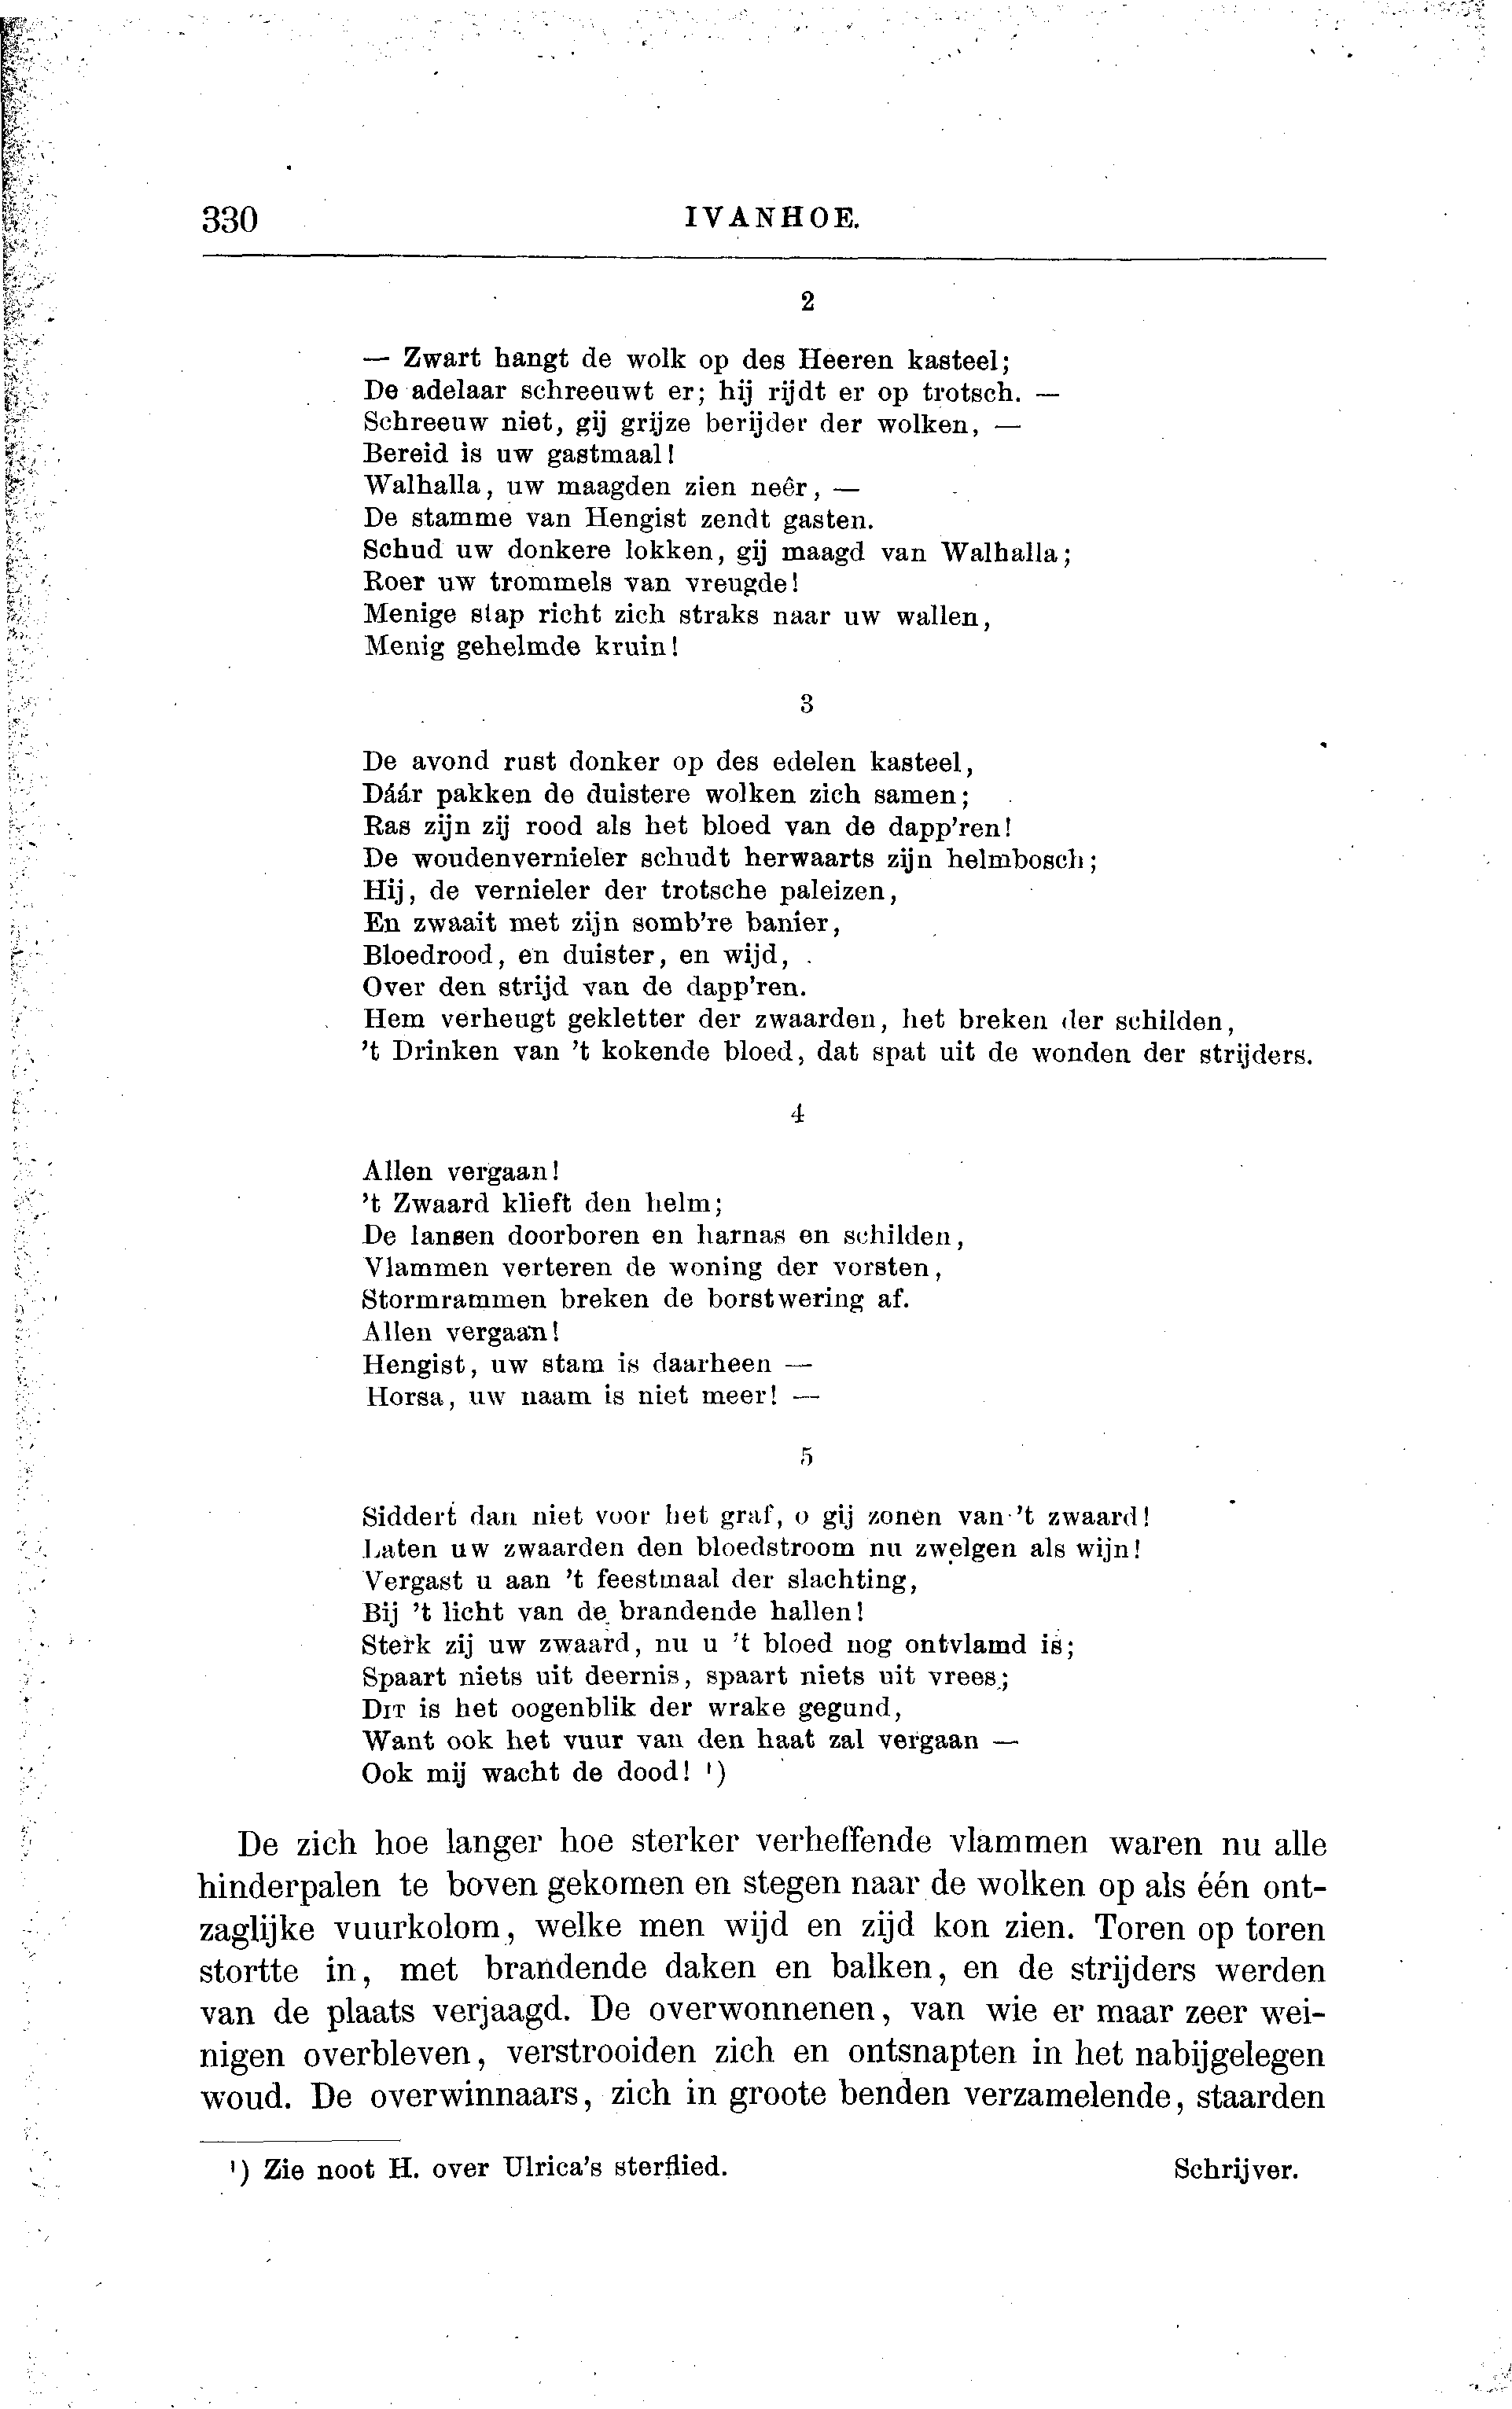 330
IVANHOE.
2
— Zwart hangt de wolk op des Heeren kasteel;
De adelaar schreeuwt er; hij rijdt er op trotsch. —
Schreeuw niet, gij grijze berijder der wolken, —
Bereid is uw gastmaal!
Walhalla, uw maagden zien neêr, —
De stamme van Hengist zendt gasten.
Schud uw donkere lokken, gij maagd van Walhalla;
Roer uw trommels van vreugde!
Menige stap richt zich straks naar uw wallen,
Menig gehelmde kruin!
3
De avond rust donker op des edelen kasteel,
Dáár pakken de duistere wolken zich samen;
Ras zijn zij rood als het bloed van de dapp'ren!
De woudenvernieler schudt herwaarts zijn helmbosch;
Hij, de vernieler der trotsche paleizen,
En zwaait met zijn somb're banier,
Bloedrood, en duister, en wijd,
Over den strijd van de dapp'ren.
Hem verheugt gekletter der zwaarden, het breken der schilden,
't Drinken van 't kokende bloed, dat spat uit de wonden der strijders.
4
Allen vergaan!
't Zwaard klieft den helm;
De lansen doorboren en harnas en schilden,
Vlammen verteren de woning der vorsten,
Stormrammen breken de borstwering af.
Allen vergaan!
Hengist, uw stam is daarheen —
Horsa, uw naam is niet meer! —
5
Siddert dan niet voor het graf, o gij zonen van 't zwaard!
Laten uw zwaarden den bloedstroom nu zwelgen als wijn!
Vergast u aan 't feestmaal der slachting,
Bij 't licht van de brandende hallen!
Sterk zij uw zwaard, nu u 't bloed nog ontvlamd is;
Spaart niets uit deernis, spaart niets uit vrees;
DIT is het oogenblik der wrake gegund,
Want ook het vuur van den haat zal vergaan —
Ook mij wacht de dood! ¹)
De zich hoe langer hoe sterker verheffende vlammen waren nu alle
hinderpalen te boven gekomen en stegen naar de wolken op als één ont-
zaglijke vuurkolom, welke men wijd en zijd kon zien. Toren op toren
stortte in, met brandende daken en balken, en de strijders werden
van de plaats verjaagd. De overwonnenen, van wie er maar zeer wei-
nigen overbleven, verstrooiden zich en ontsnapten in het nabijgelegen
woud. De overwinnaars, zich in groote benden verzamelende, staarden
¹) Zie noot H. over Ulrica's sterflied. Schrijver.